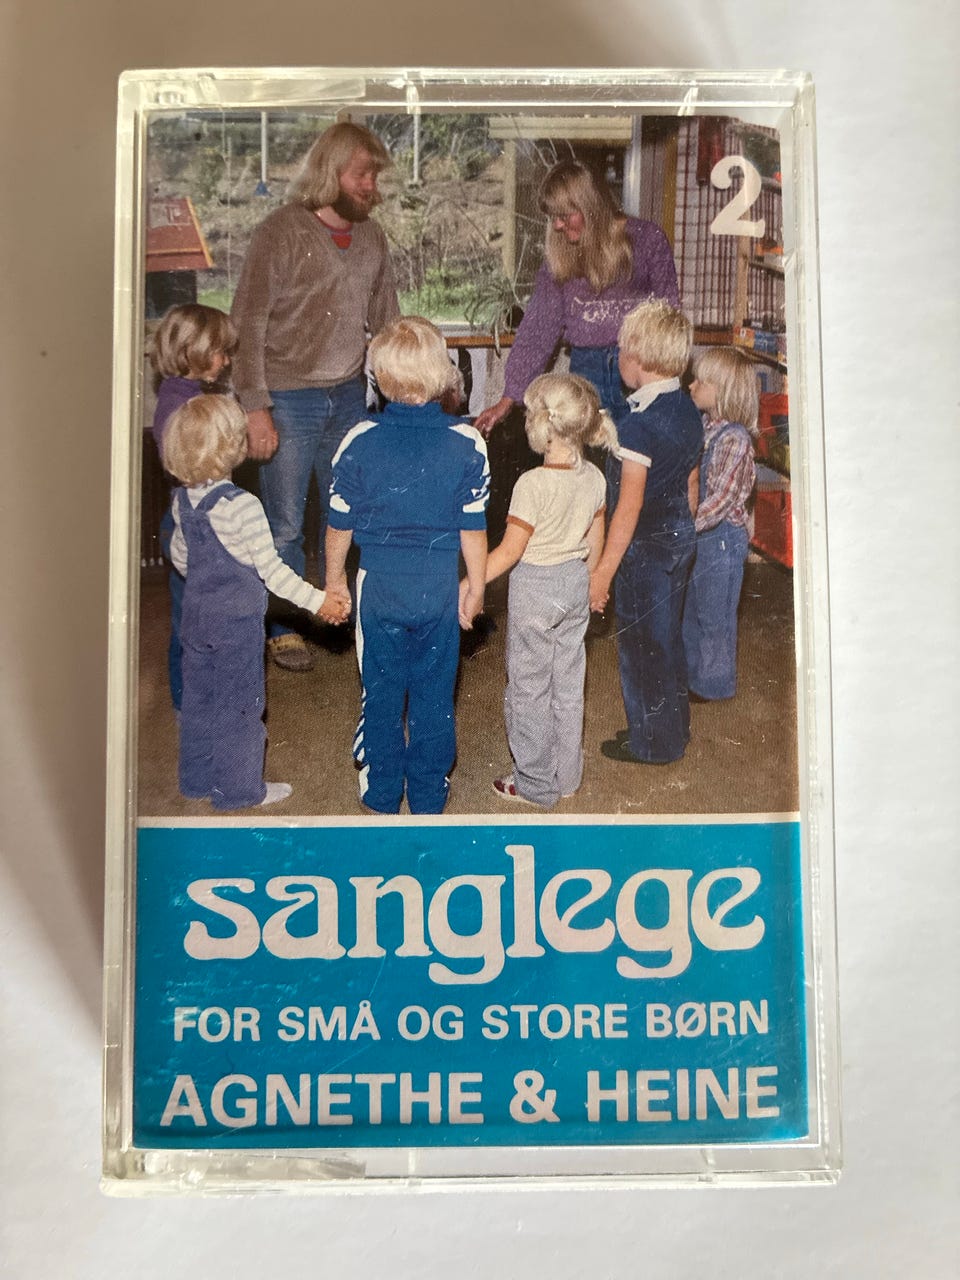 2
sanglege
FOR SMÅ OG STORE BØRN
AGNETHE & HEINE